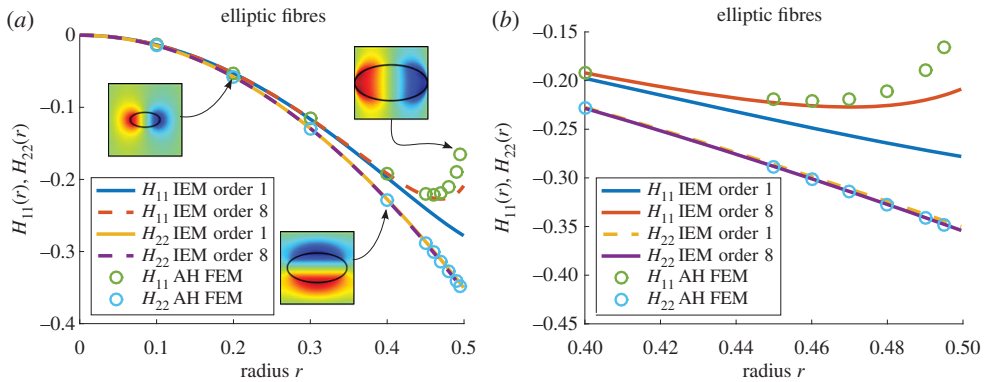 (a)
elliptic fibres
0
−0.1
−0.2
−0.3
−0.4
H11(r), H22(r)
H11 IEM order 1
H11 IEM order 8
H22 IEM order 1
H22 IEM order 8
H11 AH FEM
H22 AH FEM
0 0.1 0.2 0.3 0.4 0.5
radius r
(b)
elliptic fibres
−0.15
−0.20
−0.25
−0.30
−0.35
−0.40
−0.45
H11(r), H22(r)
H11 IEM order 1
H11 IEM order 8
H22 IEM order 1
H22 IEM order 8
H11 AH FEM
H22 AH FEM
0.40 0.42 0.44 0.46 0.48 0.50
radius r